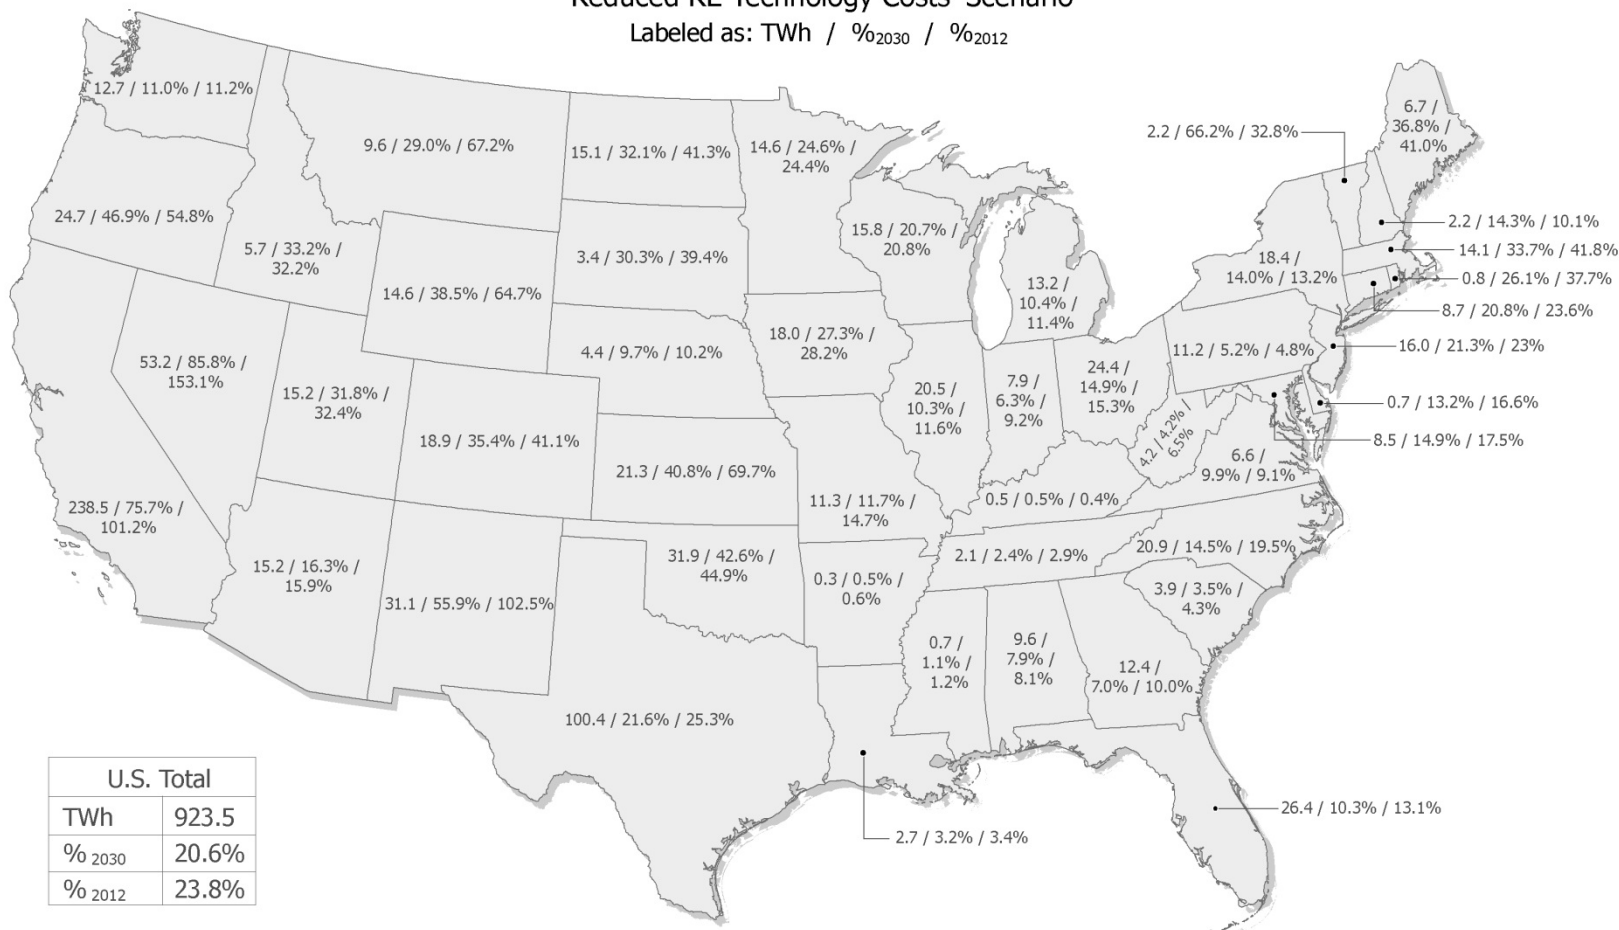 Reduced RE Technology Costs Scenario
Labeled as: TWh / %2030 / %2012
12.7 / 11.0% / 11.2%
9.6 / 29.0% / 67.2%
15.1 / 32.1% / 41.3%
14.6 / 24.6% /
24.4%
2.2 / 66.2% / 32.8%
6.7 /
36.8% /
41.0%
24.7 / 46.9% / 54.8%
5.7 / 33.2% /
32.2%
14.6 / 38.5% / 64.7%
3.4 / 30.3% / 39.4%
15.8 / 20.7% /
20.8%
13.2 /
10.4% /
11.4%
18.4 /
14.0% / 13.2%
2.2 / 14.3% / 10.1%
14.1 / 33.7% / 41.8%
0.8 / 26.1% / 37.7%
8.7 / 20.8% / 23.6%
53.2 / 85.8% /
153.1%
15.2 / 31.8% /
32.4%
4.4 / 9.7% / 10.2%
18.0 / 27.3% /
28.2%
20.5 /
10.3% /
11.6%
7.9 /
6.3% /
9.2%
24.4 /
14.9% /
15.3%
11.2 / 5.2% / 4.8%
16.0 / 21.3% / 23%
0.7 / 13.2% / 16.6%
8.5 / 14.9% / 17.5%
4.2 / 4.2% /
6.5%
6.6 /
9.9% / 9.1%
18.9 / 35.4% / 41.1%
21.3 / 40.8% / 69.7%
11.3 / 11.7% /
14.7%
0.5 / 0.5% / 0.4%
238.5 / 75.7% /
101.2%
15.2 / 16.3% /
15.9%
31.1 / 55.9% / 102.5%
31.9 / 42.6% /
44.9%
0.3 / 0.5% /
0.6%
2.1 / 2.4% / 2.9%
20.9 / 14.5% / 19.5%
3.9 / 3.5% /
4.3%
0.7 /
1.1% /
1.2%
9.6 /
7.9% /
8.1%
12.4 /
7.0% / 10.0%
100.4 / 21.6% / 25.3%
2.7 / 3.2% / 3.4%
26.4 / 10.3% / 13.1%
U.S. Total
TWh 923.5
% 2030 20.6%
% 2012 23.8%